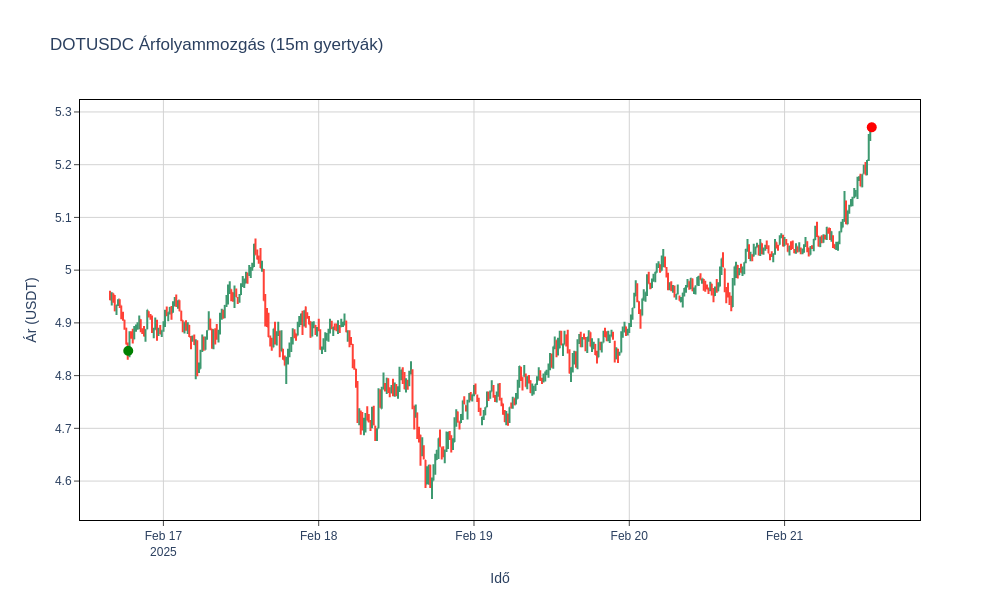 DOTUSDC Árfolyammozgás (15m gyertyák)
5.3
5.2
5.1
5
4.9
4.8
4.7
4.6
Ár (USDT)
Feb 17
2025
Feb 18
Feb 19
Feb 20
Feb 21
Idő